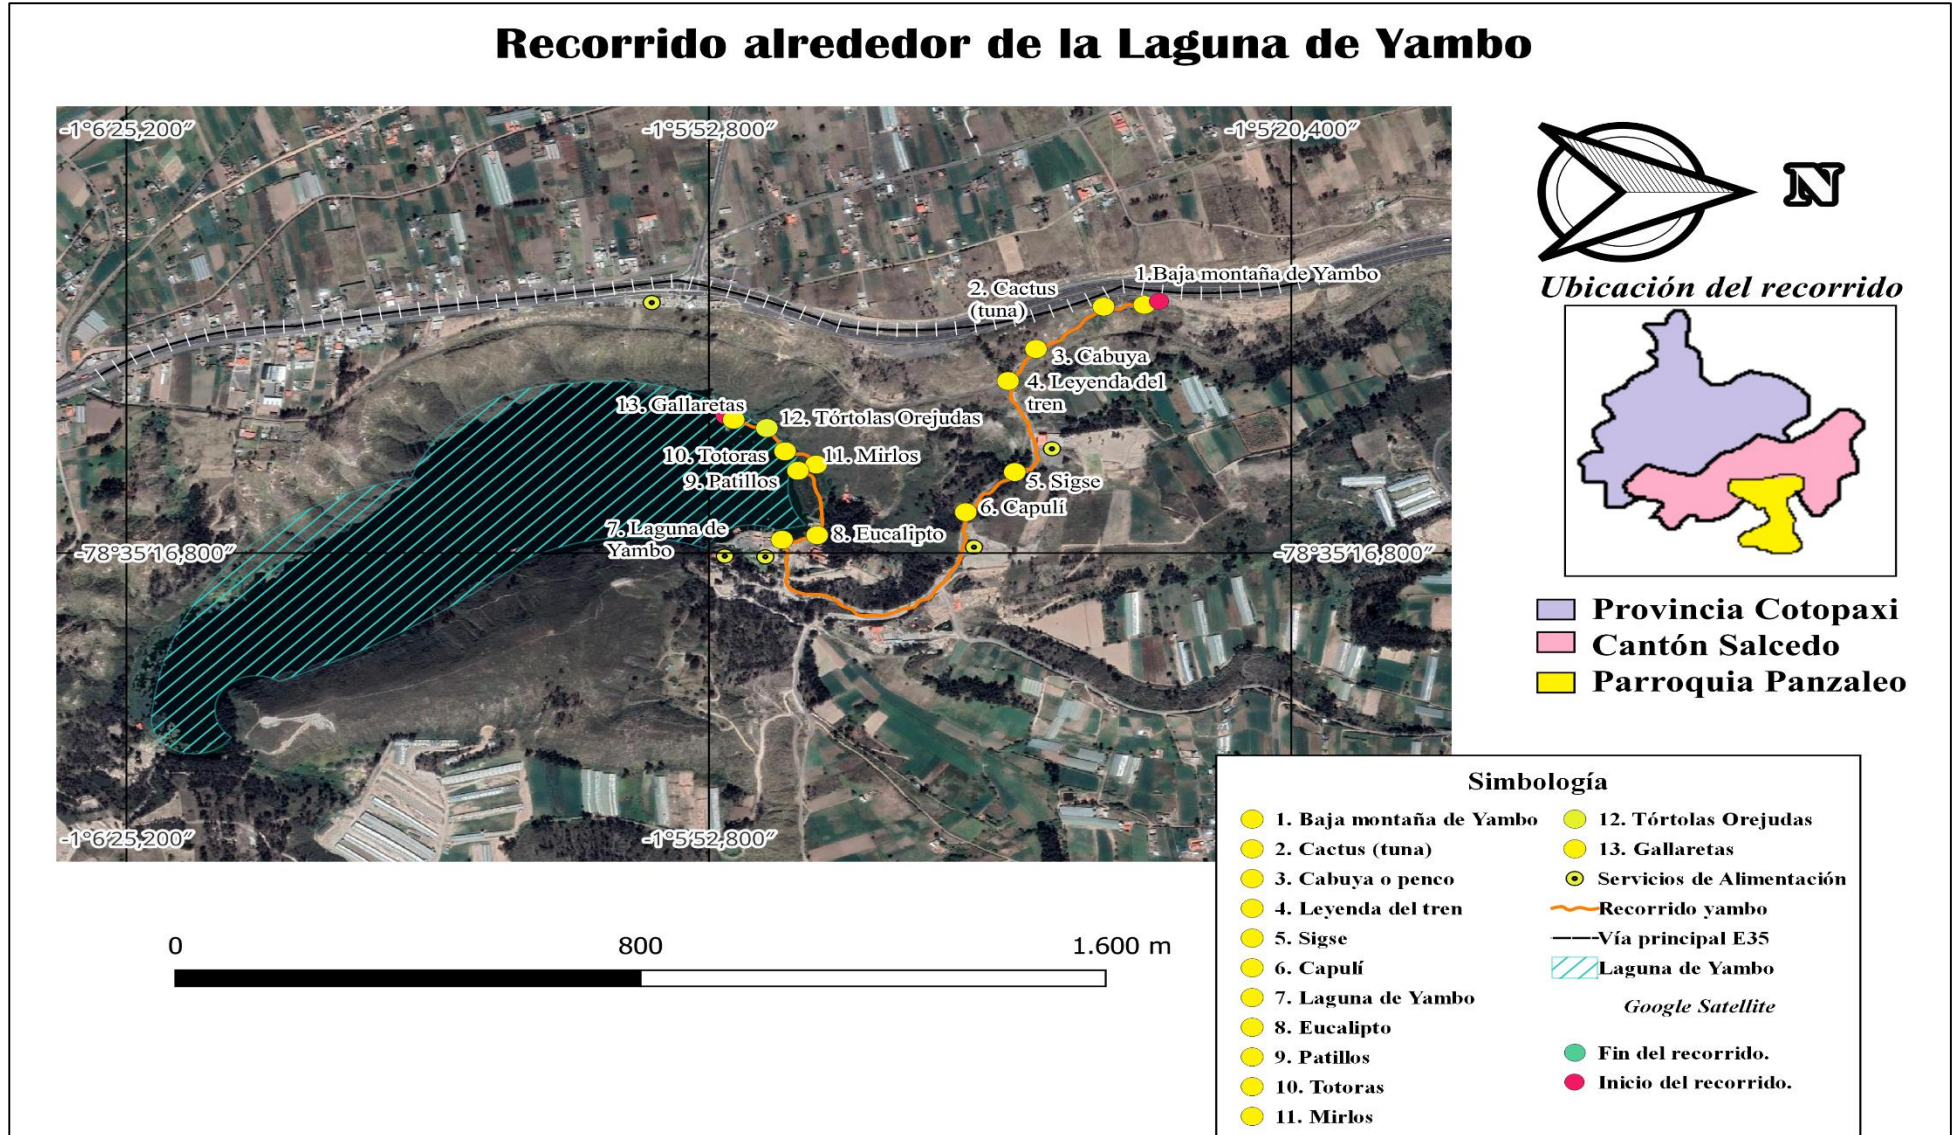 Recorrido alrededor de la Laguna de Yambo
-1°6′25,200″
-1°5′52,800″
-1°5′20,400″
N
1.Baja montaña de Yambo
2. Cactus
(tuna)
3. Cabuya
4. Leyenda del
tren
13. Gallaretas
12. Tórtolas Orejudas
10. Totoras
11. Mirlos
9. Patillos
5. Sigse
6. Capulí
7. Laguna de
Yambo
8. Eucalipto
-78°35′16,800″
-78°35′16,800″
-1°6′25,200″
-1°5′52,800″
Ubicación del recorrido
Provincia Cotopaxi
Cantón Salcedo
Parroquia Panzaleo
0
800
1.600 m
Simbología
1. Baja montaña de Yambo
2. Cactus (tuna)
3. Cabuya o penco
4. Leyenda del tren
5. Sigse
6. Capulí
7. Laguna de Yambo
8. Eucalipto
9. Patillos
10. Totoras
11. Mirlos
12. Tórtolas Orejudas
13. Gallaretas
Servicios de Alimentación
Recorrido yambo
Vía principal E35
Laguna de Yambo
Google Satellite
Fin del recorrido.
Inicio del recorrido.